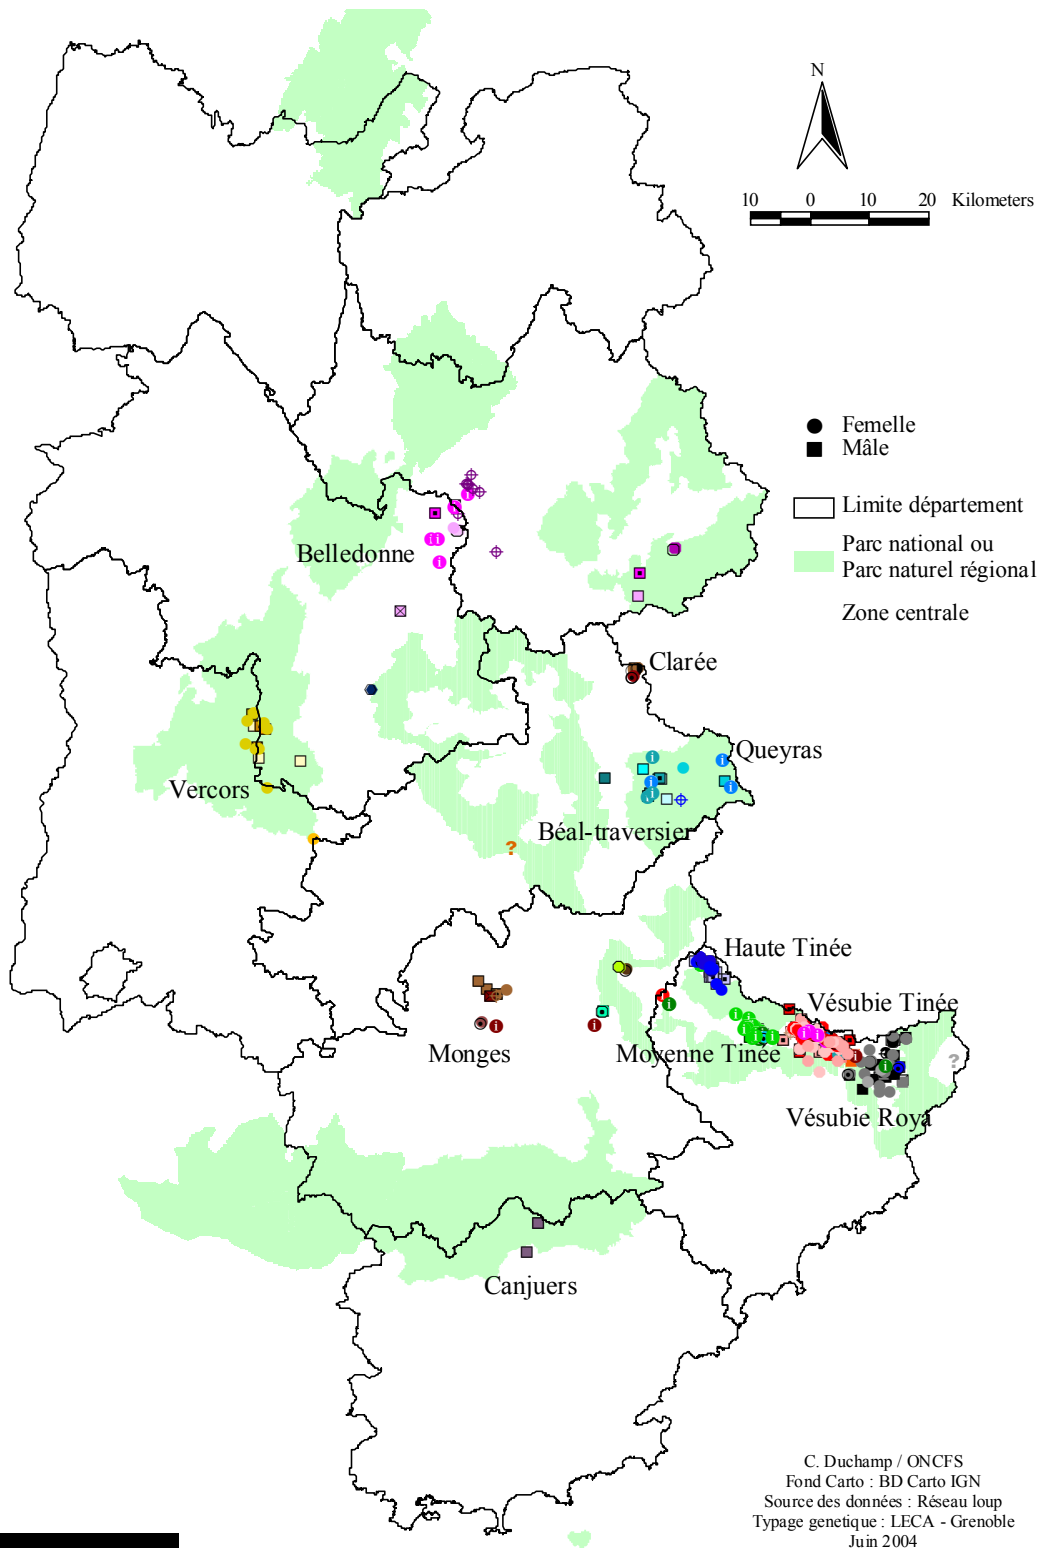 N
10 0 10 20 Kilometers
Femelle
Mâle
Limite département
Parc national ou
Parc naturel régional
Zone centrale
Belledonne
Clarée
Queyras
Vercors
Béal-traversier
?
Haute Tinée
Vésubie Tinée
Monges
Moyenne Tinée
?
Vésubie Roya
Canjuers
C. Duchamp / ONCFS
Fond Carto : BD Carto IGN
Source des données : Réseau loup
Typage genetique : LECA - Grenoble
Juin 2004